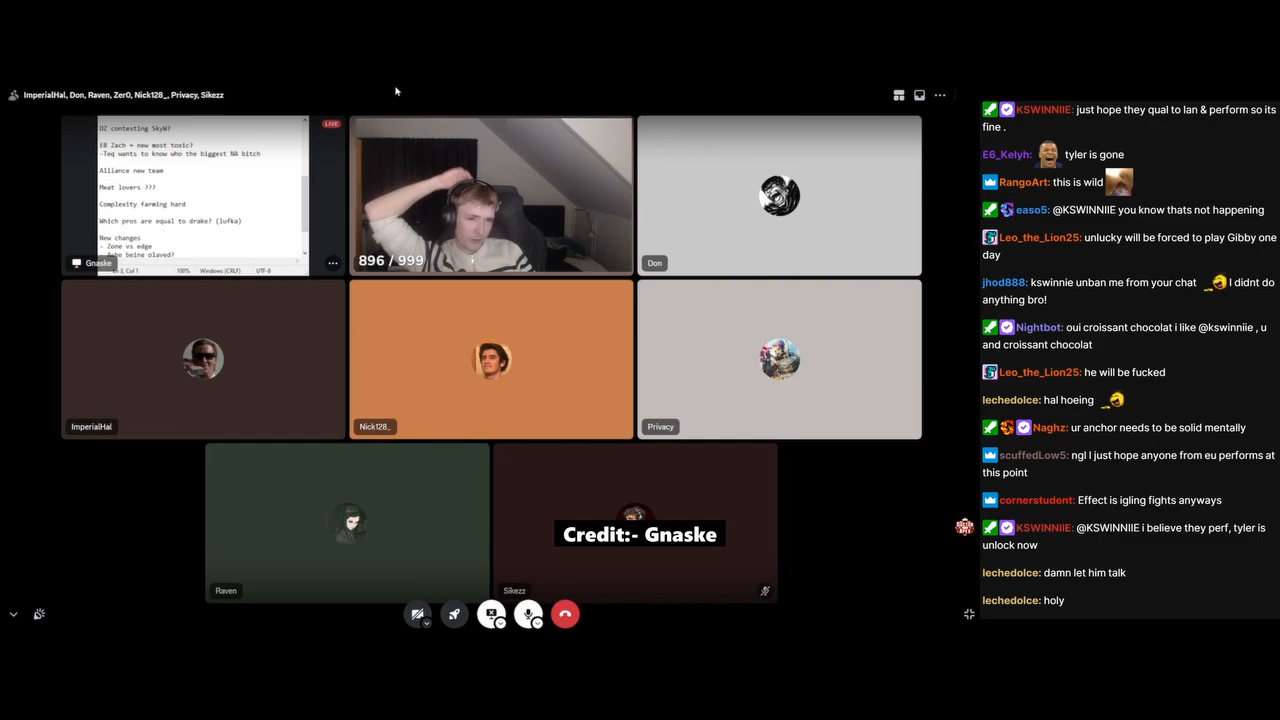 ImperialHal, Don, Raven, Zer0, Nick128_, Privacy, Sikezz
DZ contesting SkyW?
EB Zach = new most toxic?
-Teq wants to know who the biggest NA bitch
Alliance new team
Meat lovers ???
Complexity farming hard
Which pros are equal to drake? (lufka)
New changes
- Zone vs edge
being played?
100%
Windows (CRLF)
UTF-8
LIVE
Gnaske
896 / 999
Don
ImperialHal
Nick128_
Privacy
Raven
Sikezz
Credit:- Gnaske
KSWINNIIE: just hope they qual to lan & perform so its
fine .
E6_Kelyh: tyler is gone
RangoArt: this is wild
easo5: @KSWINNIIE you know thats not happening
Leo_the_Lion25: unlucky will be forced to play Gibby one
day
jhod888: kswinnie unban me from your chat I didnt do
anything bro!
Nightbot: oui croissant chocolat i like @kswinniie , u
and croissant chocolat
Leo_the_Lion25: he will be fucked
lechedolce: hal hoeing
Naghz: ur anchor needs to be solid mentally
scuffedLow5: ngl I just hope anyone from eu performs at
this point
cornerstudent: Effect is igling fights anyways
KSWINNIIE: @KSWINNIIE i believe they perf, tyler is
unlock now
lechedolce: damn let him talk
lechedolce: holy